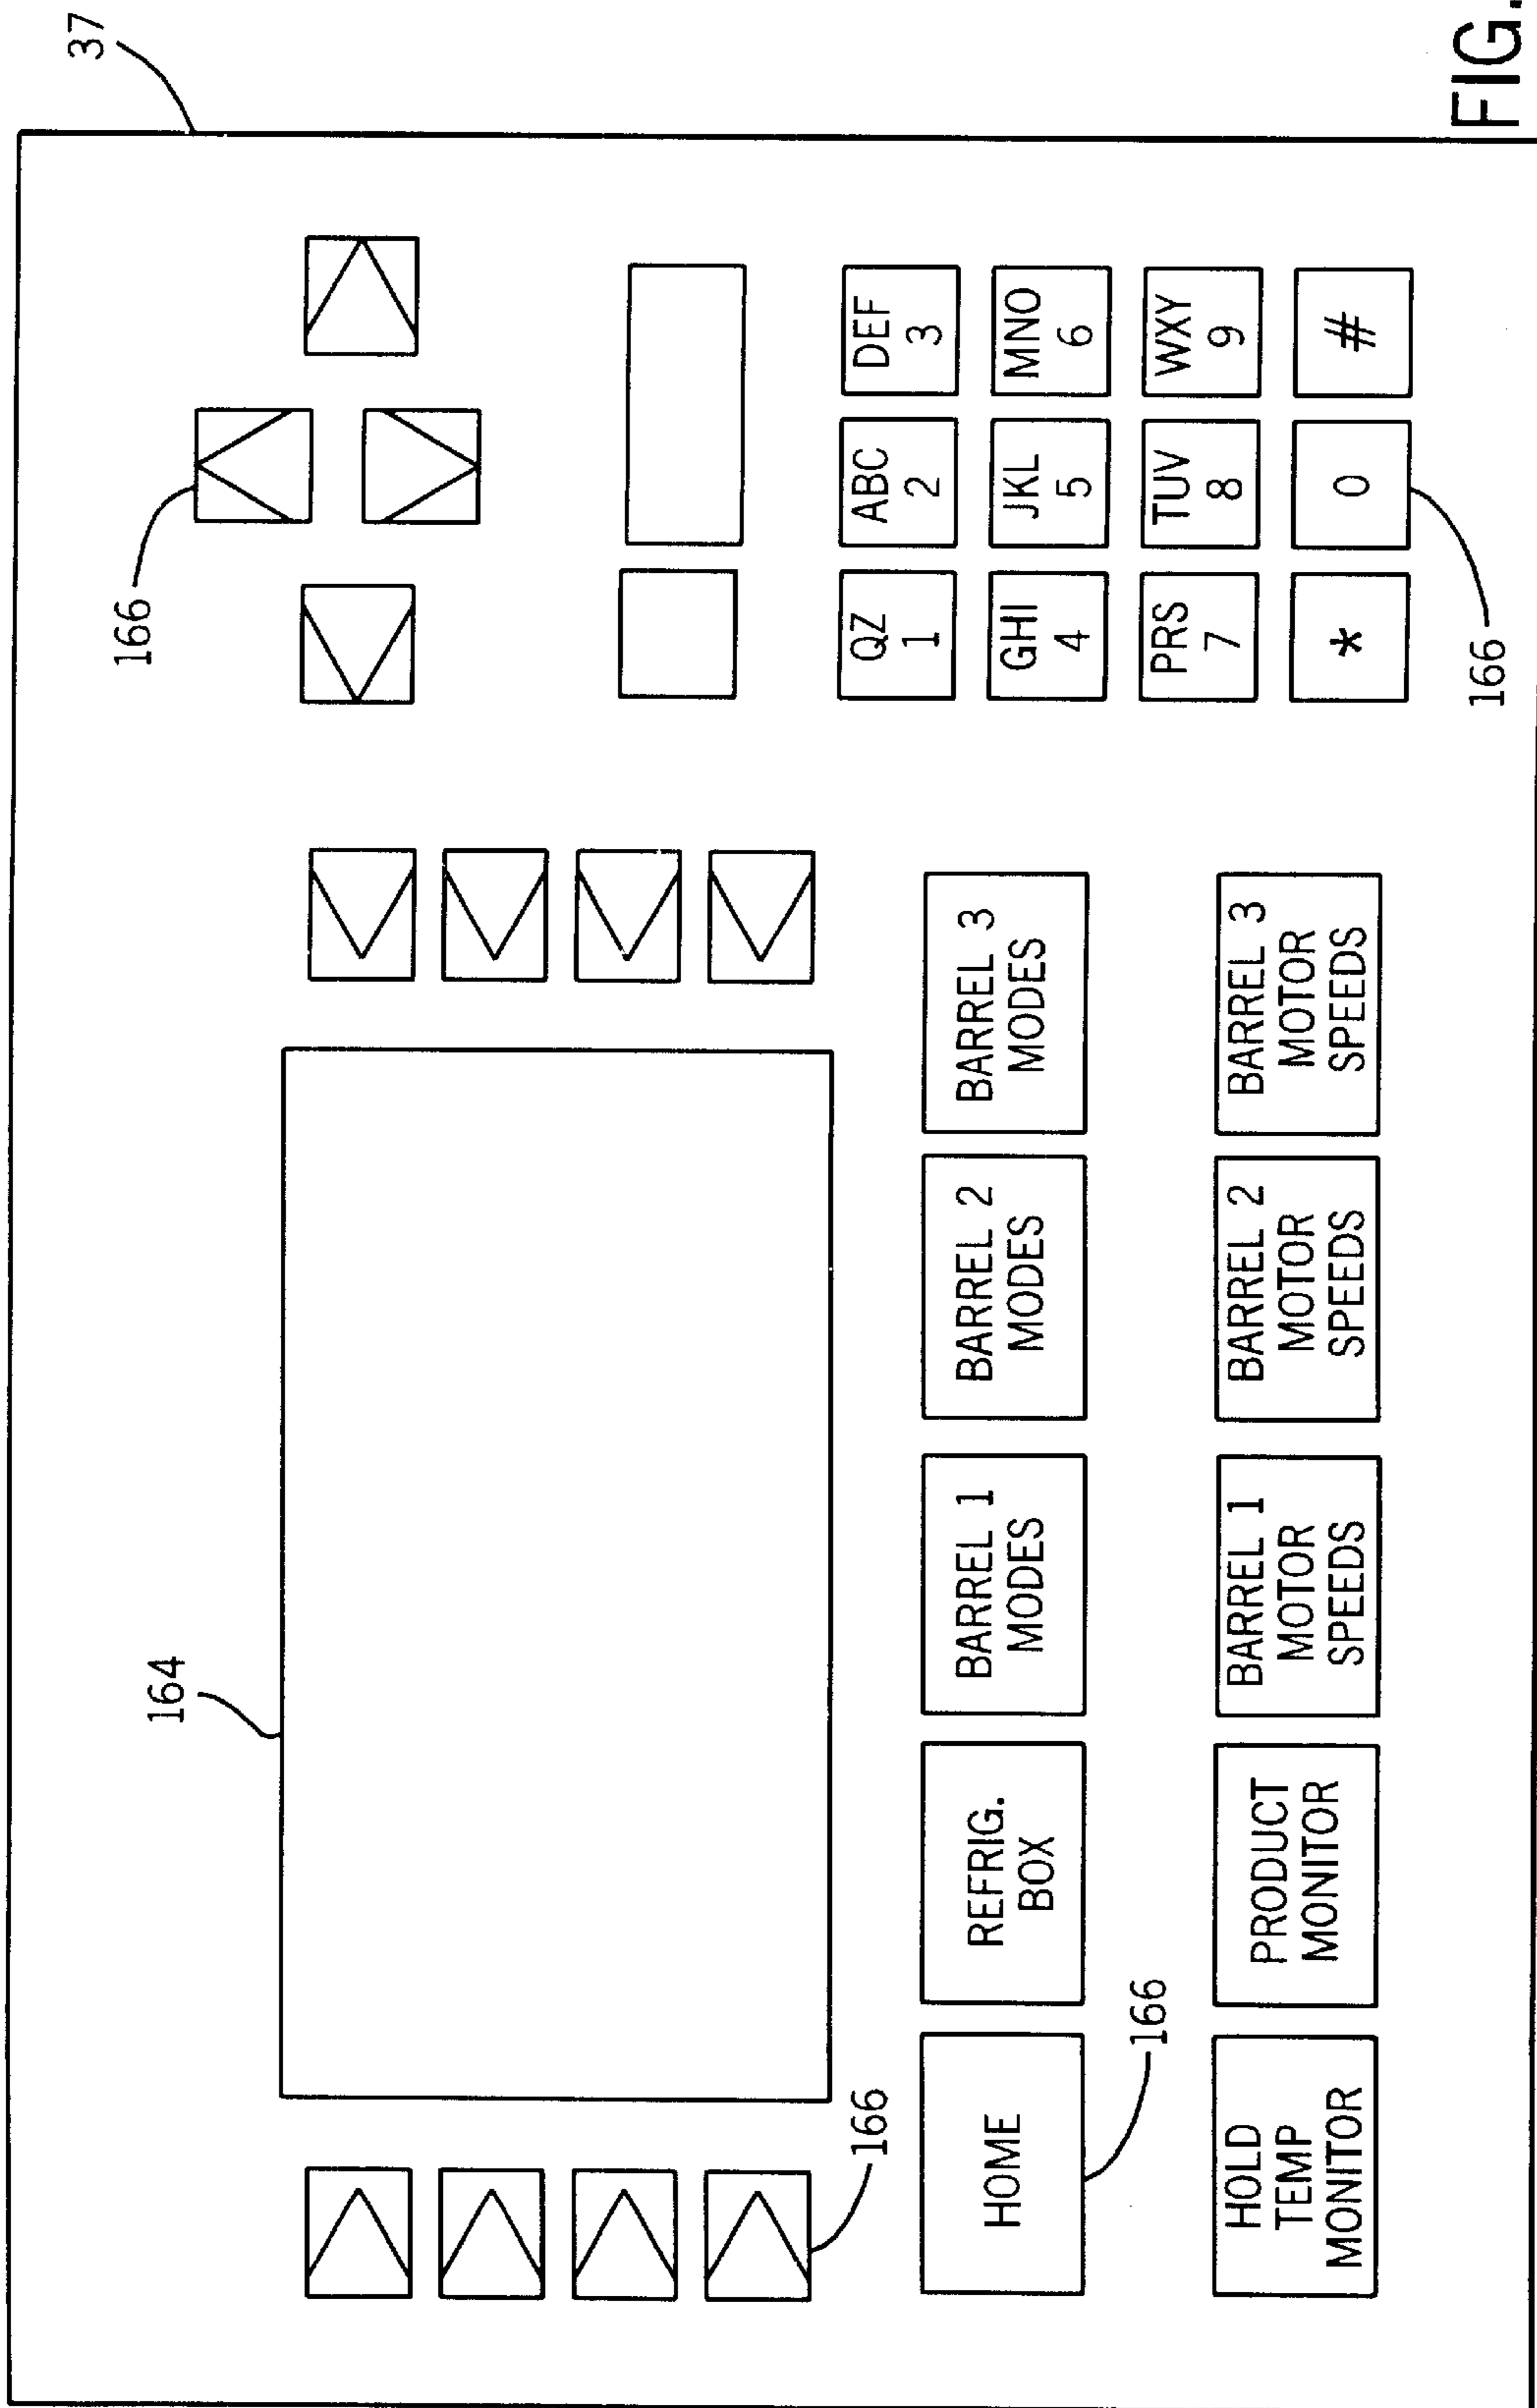 37
166
164
166
QZ
1
ABC
2
DEF
3
GHI
4
JKL
5
MNO
6
PRS
7
TUV
8
WXY
9
*
0
#
166
HOME
REFRIG.
BOX
BARREL 1
MODES
BARREL 2
MODES
BARREL 3
MODES
166
HOLD
TEMP
MONITOR
PRODUCT
MONITOR
BARREL 1
MOTOR
SPEEDS
BARREL 2
MOTOR
SPEEDS
BARREL 3
MOTOR
SPEEDS
FIG.